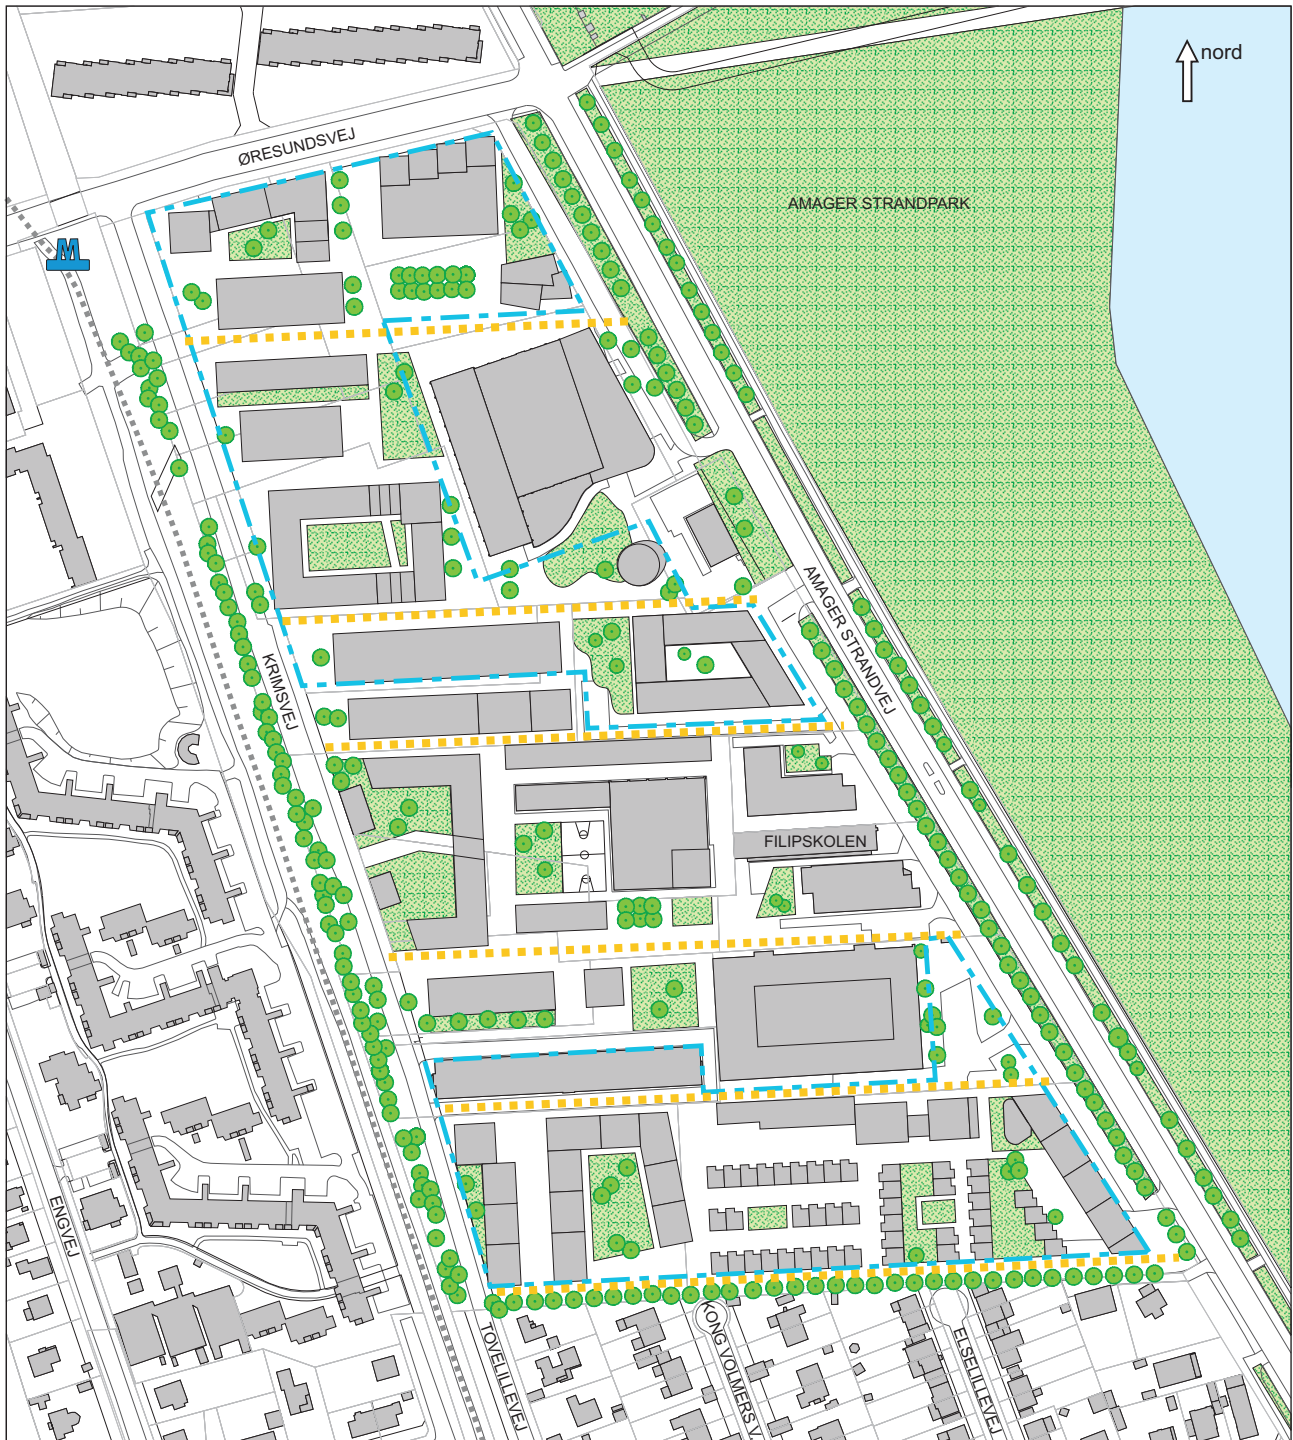 nord
ØRESUNDSVEJ
AMAGER STRANDPARK
M
AMAGER STRANDVEJ
KRIMSVEJ
FILIPSKOLEN
ENGVEJ
TOVELILLEVEJ
KONG VOLMERS V
ELSELILLEVEJ